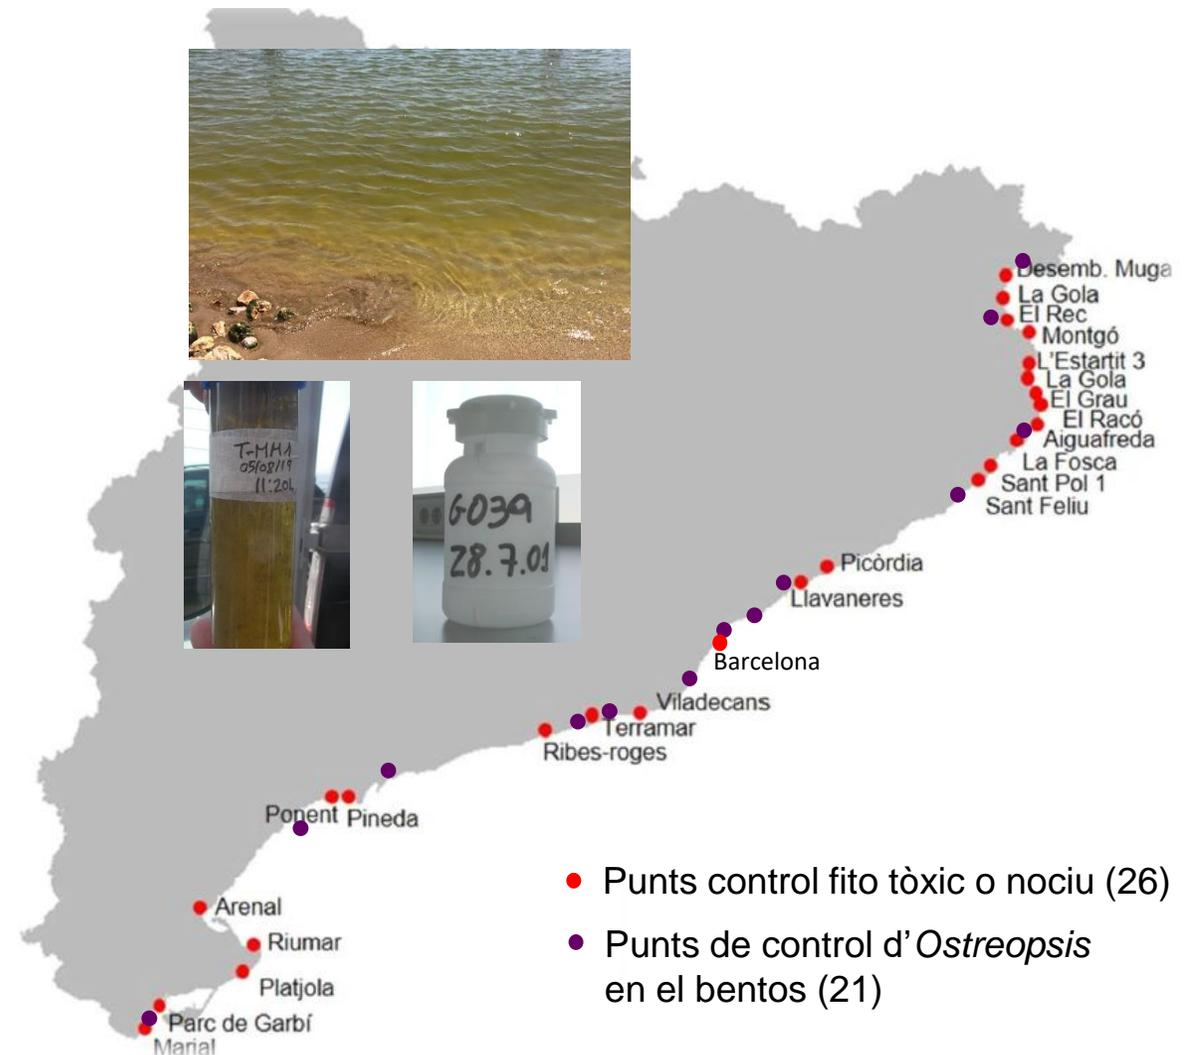 Desemb. Muga
La Gola
El Rec
Montgó
L'Estartit 3
La Gola
El Grau
El Racó
Aiguafreda
La Fosca
Sant Pol 1
Sant Feliu
T-MM1
05/08/19
11:20h
G039
28.7.01
Picòrdia
Llavaneres
Barcelona
Viladecans
Terramar
Ribes-roges
Ponent Pineda
Arenal
Riumar
Platjola
Parc de Garbí
Marjal
Punts control fito tòxic o nociu (26)
Punts de control d'Ostreopsis
en el bentos (21)